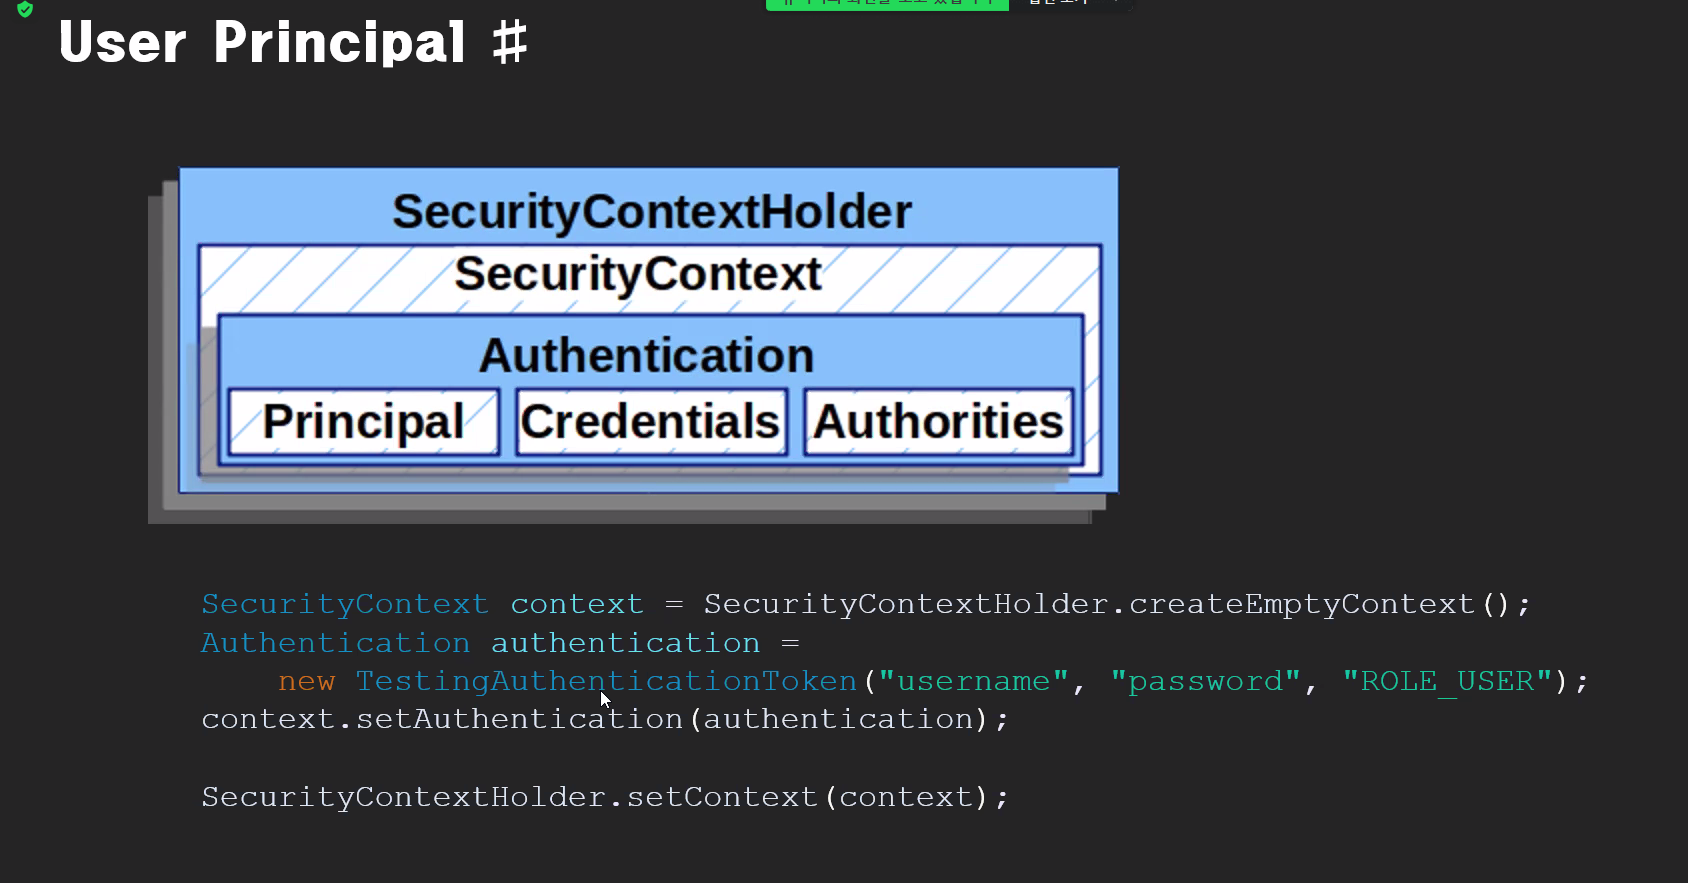 User Principal #
SecurityContextHolder
SecurityContext
Authentication
Principal Credentials Authorities
SecurityContext context = SecurityContextHolder.createEmptyContext();
Authentication authentication =
new TestingAuthenticationToken("username", "password", "ROLE_USER");
context.setAuthentication(authentication);
SecurityContextHolder.setContext(context);